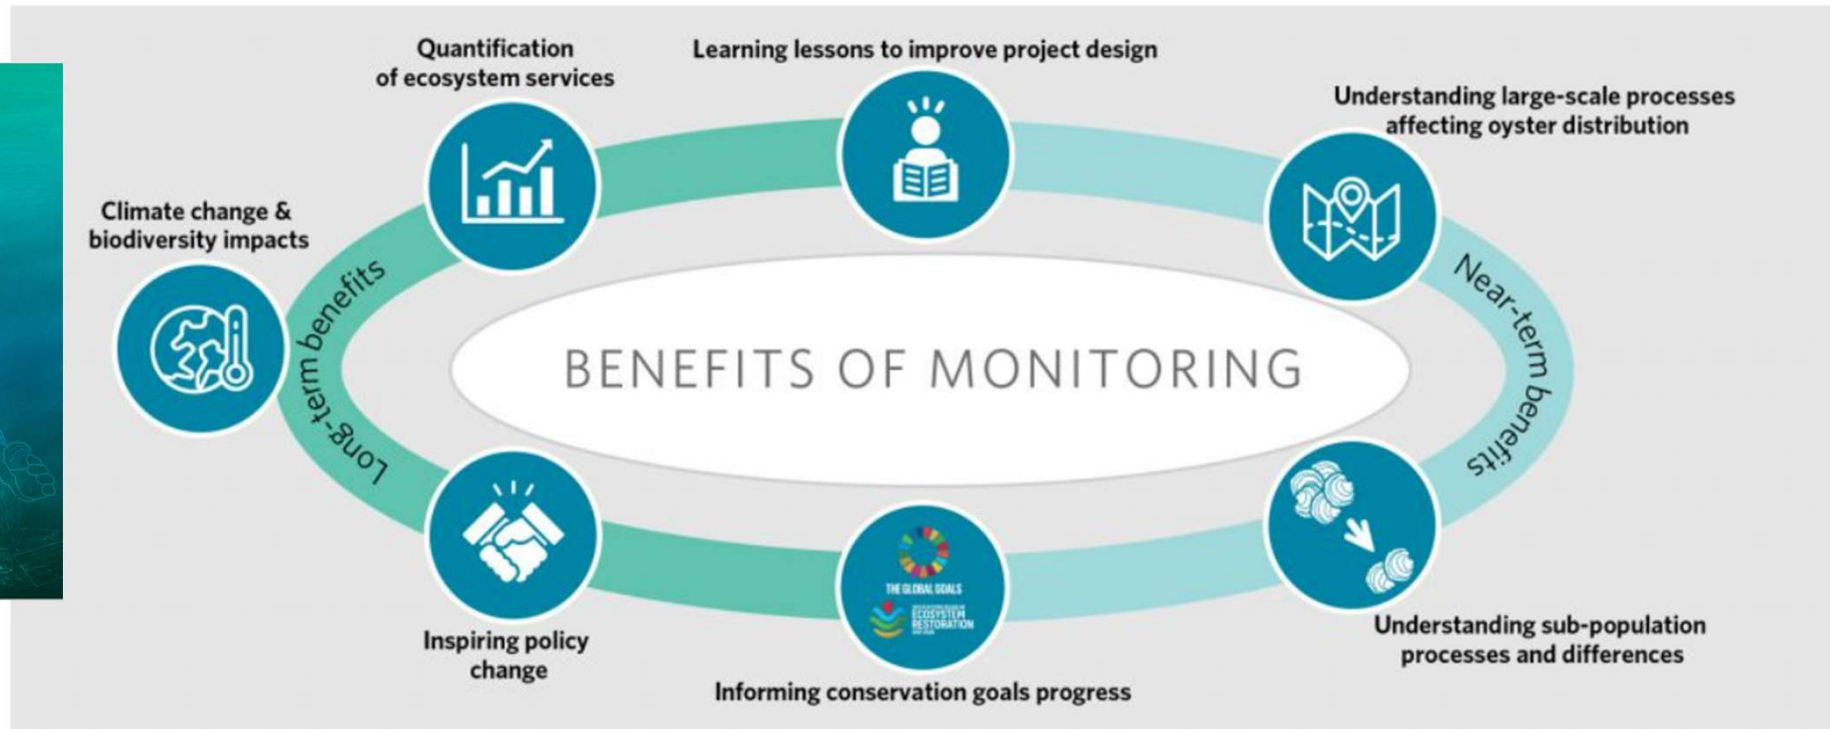 Quantification
of ecosystem services
Learning lessons to improve project design
Understanding large-scale processes
affecting oyster distribution
Climate change &
biodiversity impacts
Long-term benefits
Near-term benefits
BENEFITS OF MONITORING
THE GLOBAL GOALS
ECOSYSTEM
RESTORATION
Inspiring policy
change
Informing conservation goals progress
Understanding sub-population
processes and differences